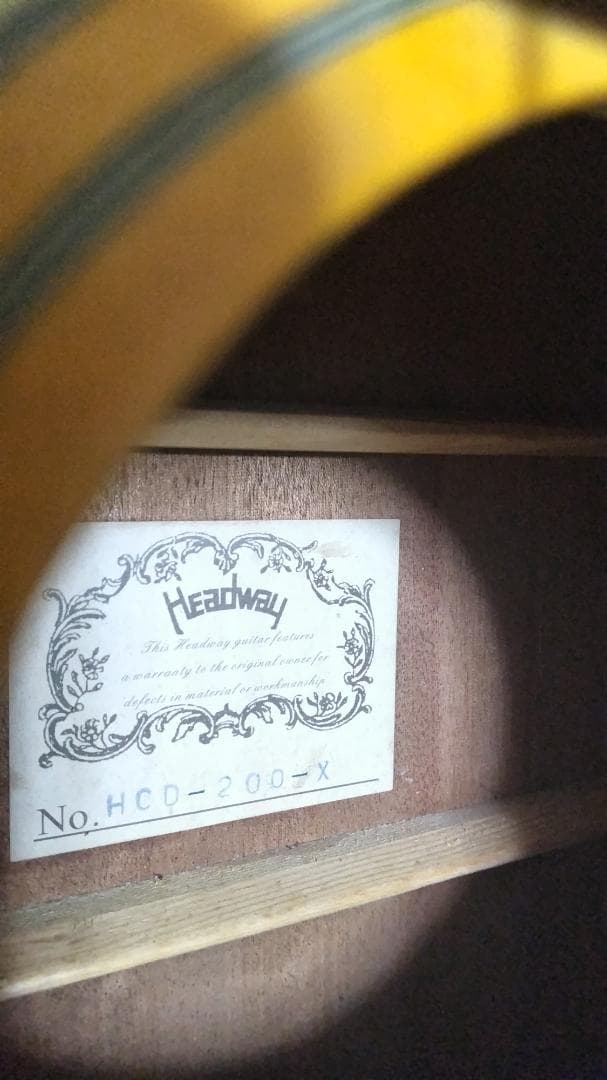 Headway
This Headway guitar features
a warranty to the original owner for
defects in material or workmanship
No. HCD-200-X